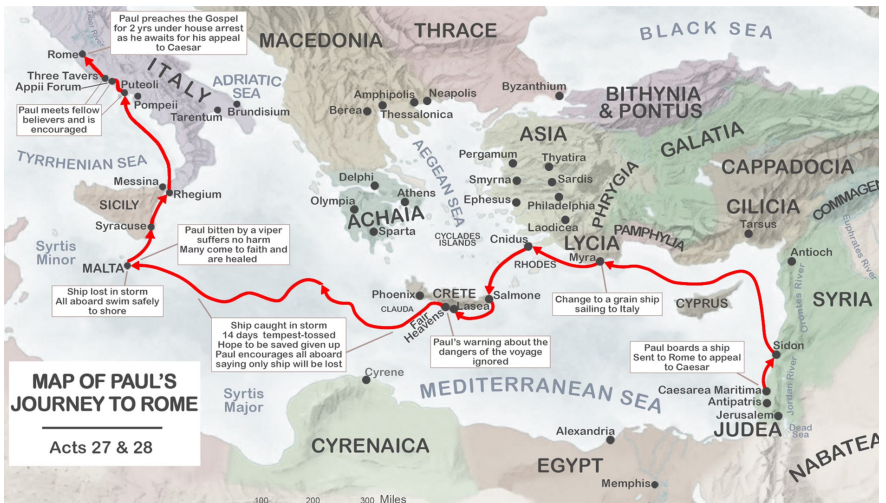 Paul preaches the Gospel
for 2 yrs under house arrest
as he awaits for his appeal
to Caesar
MACEDONIA
THRACE
BLACK SEA
Rome
ITALY
ADRIATIC
SEA
Three Tavers
Appii Forum
Puteoli
Pompeii
Tarentum
Brundisium
Paul meets fellow
believers and is
encouraged
Amphipolis
Neapolis
Berea
Thessalonica
Byzanthium
BITHYNIA
& PONTUS
ASIA
GALATIA
CAPPADOCIA
COMMAGEN
TYRRHENIAN SEA
Messina
Rhegium
SICILY
Syracuse
AEGEAN SEA
Pergamum
Thyatira
Smyrna
Sardis
Ephesus
Philadelphia
Laodicea
PHRYGIA
Delphi
Olympia
Athens
ACHAIA
Sparta
CYCLADES
ISLANDS
Cnidus
LYCIA
PAMPHYLIA
CILICIA
Tarsus
Euphrates River
RHODES
Myra
Antioch
Orontes River
SYRIA
Syrtis
Minor
MALTA
Paul bitten by a viper
suffers no harm
Many come to faith and
are healed
Ship lost in storm
All aboard swim safely
to shore
Phoenix
CRETE
Lasea
Salmone
CLAUDA
Fair
Heavens
Change to a grain ship
sailing to Italy
CYPRUS
Ship caught in storm
14 days tempest-tossed
Hope to be saved given up
Paul encourages all aboard
saying only ship will be lost
Paul's warning about the
dangers of the voyage
ignored
Paul boards a ship
Sent to Rome to appeal
to Caesar
Sidon
Caesarea Maritima
Antipatris
Jerusalem
JUDEA
Jordan River
Dead
Sea
NABATEA
MAP OF PAUL'S
JOURNEY TO ROME
Acts 27 & 28
Syrtis
Major
Cyrene
MEDITERRANEAN SEA
CYRENAICA
Alexandria
EGYPT
Memphis
100 200 300 Miles